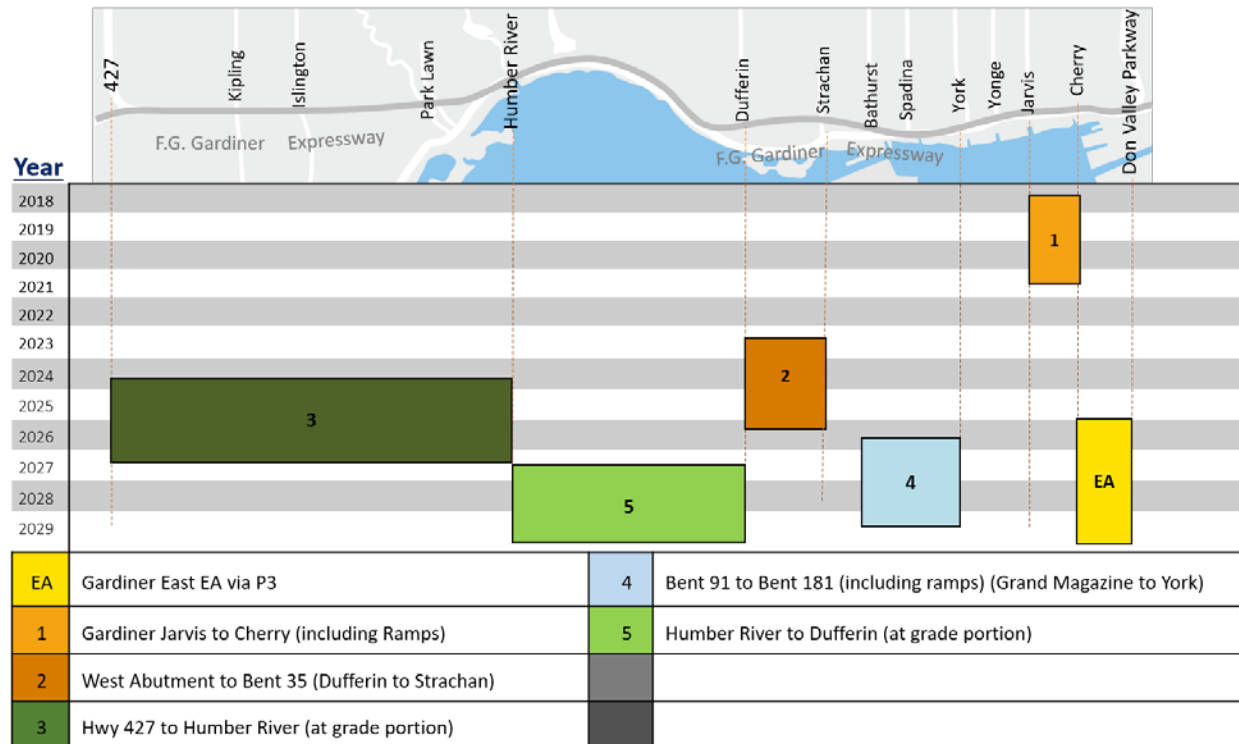 427
Kipling
Islington
Park Lawn
Humber River
Dufferin
Strachan
Bathurst
Spadina
York
Yonge
Jarvis
Cherry
Don Valley Parkway
F.G. Gardiner Expressway
F.G. Gardiner Expressway
Year
2018
2019
1
2020
2021
2022
2023
2
2024
2025
3
2026
2027
4
EA
5
2028
2029
EA Gardiner East EA via P3
4 Bent 91 to Bent 181 (including ramps) (Grand Magazine to York)
1 Gardiner Jarvis to Cherry (including Ramps)
5 Humber River to Dufferin (at grade portion)
2 West Abutment to Bent 35 (Dufferin to Strachan)
3 Hwy 427 to Humber River (at grade portion)